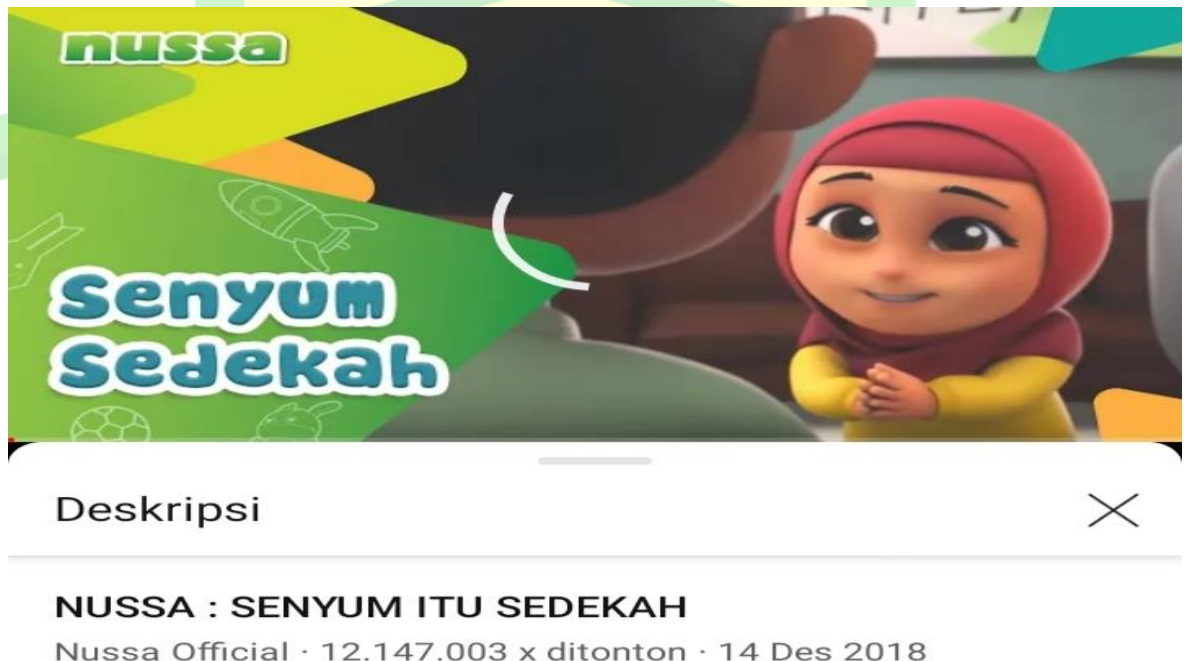 nussa
Senyum
Sedekah
Deskripsi
NUSSA : SENYUM ITU SEDEKAH
Nussa Official · 12.147.003 x ditonton · 14 Des 2018